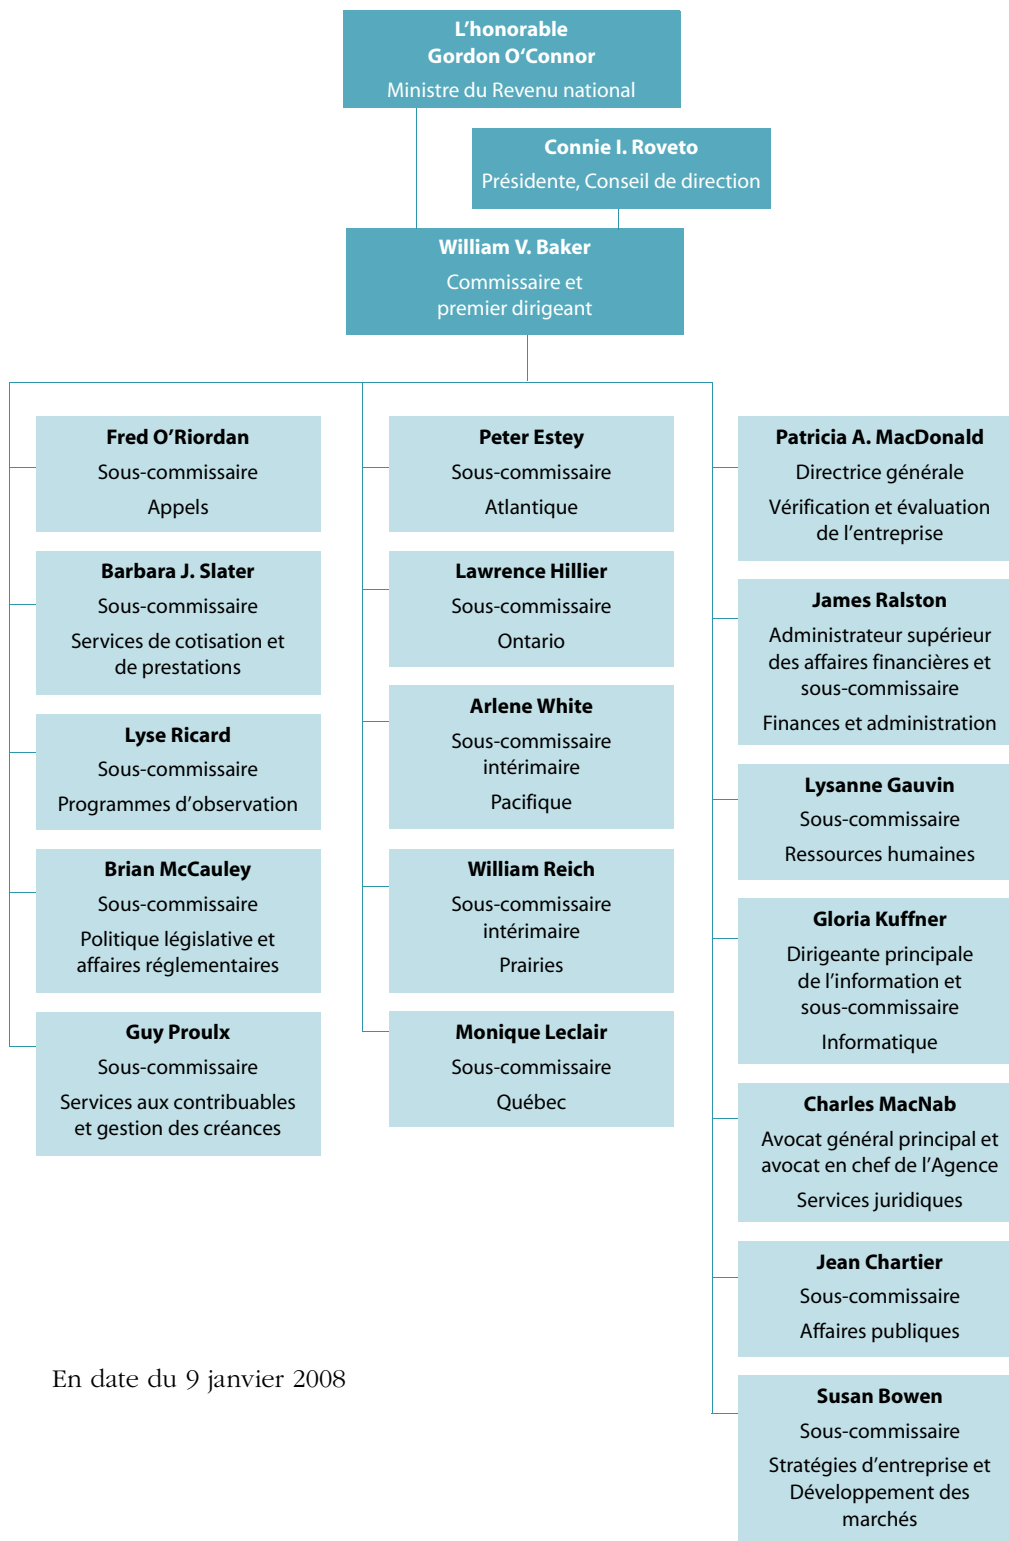 L'honorable
Gordon O‘Connor
Ministre du Revenu national
Connie I. Roveto
Présidente, Conseil de direction
William V. Baker
Commissaire et
premier dirigeant
Fred O’Riordan
Sous-commissaire
Appels
Barbara J. Slater
Sous-commissaire
Services de cotisation et
de prestations
Lyse Ricard
Sous-commissaire
Programmes d’observation
Brian McCauley
Sous-commissaire
Politique législative et
affaires réglementaires
Guy Proulx
Sous-commissaire
Services aux contribuables
et gestion des créances
Peter Estey
Sous-commissaire
Atlantique
Lawrence Hillier
Sous-commissaire
Ontario
Arlene White
Sous-commissaire
intérimaire
Pacifique
William Reich
Sous-commissaire
intérimaire
Prairies
Monique Leclair
Sous-commissaire
Québec
Patricia A. MacDonald
Directrice générale
Vérification et évaluation
de l’entreprise
James Ralston
Administrateur supérieur
des affaires financières et
sous-commissaire
Finances et administration
Lysanne Gauvin
Sous-commissaire
Ressources humaines
Gloria Kuffner
Dirigeante principale
de l’information et
sous-commissaire
Informatique
Charles MacNab
Avocat général principal et
avocat en chef de l’Agence
Services juridiques
Jean Chartier
Sous-commissaire
Affaires publiques
Susan Bowen
Sous-commissaire
Stratégies d’entreprise et
Développement des
marchés
En date du 9 janvier 2008